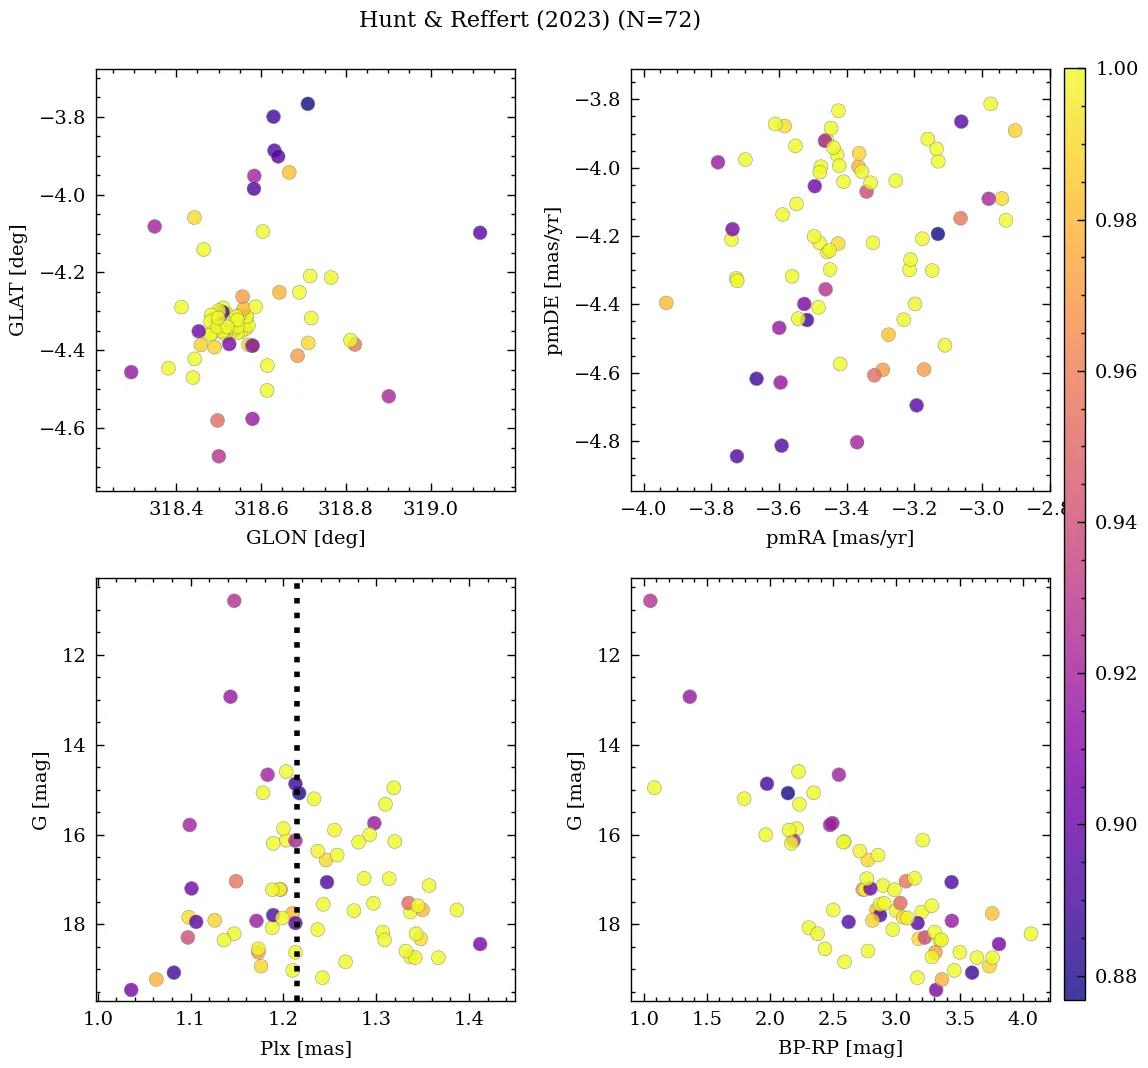 Hunt & Reffert (2023) (N=72)
−3.8
−4.0
−4.2
−4.4
−4.6
GLAT [deg]
318.4 318.6 318.8 319.0
GLON [deg]
−3.8
−4.0
−4.2
−4.4
−4.6
−4.8
pmDE [mas/yr]
−4.0 −3.8 −3.6 −3.4 −3.2 −3.0 −2.8
pmRA [mas/yr]
12
14
16
18
G [mag]
1.0 1.1 1.2 1.3 1.4
Plx [mas]
12
14
16
18
G [mag]
1.0 1.5 2.0 2.5 3.0 3.5 4.0
BP-RP [mag]
1.00
0.98
0.96
0.94
0.92
0.90
0.88